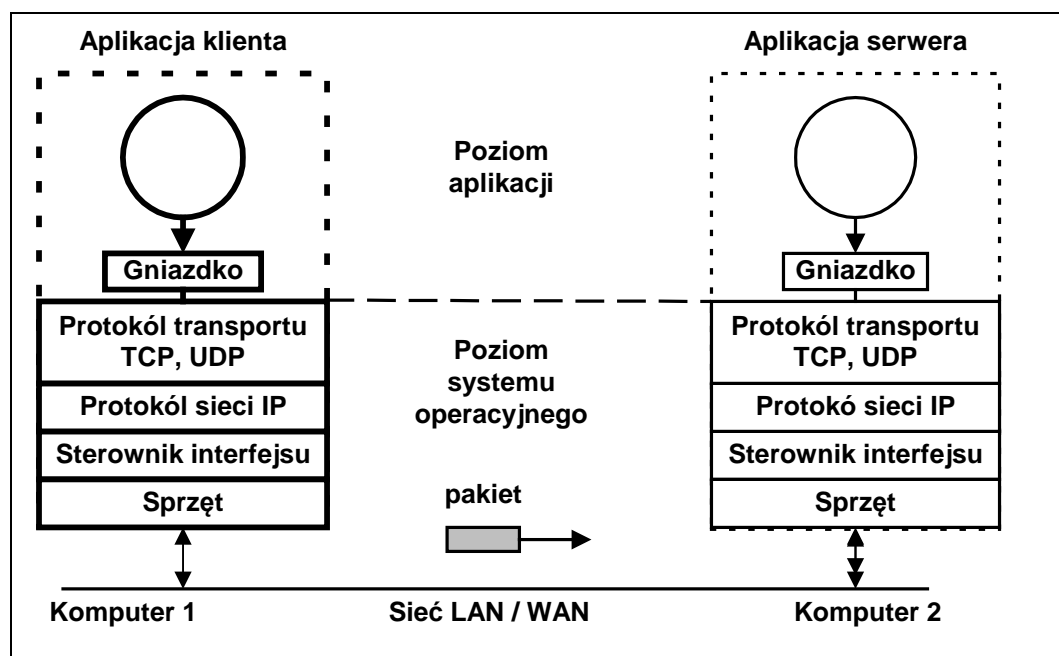 Aplikacja klienta
Aplikacja serwera
Poziom
aplikacji
Gniazdko
Gniazdko
Protokól transportu
TCP, UDP
Poziom
systemu
operacyjnego
Protokól transportu
TCP, UDP
Protokól sieci IP
Protokó sieci IP
Sterownik interfejsu
Sterownik interfejsu
Sprzęt
pakiet
Sprzęt
Komputer 1
Sieć LAN / WAN
Komputer 2